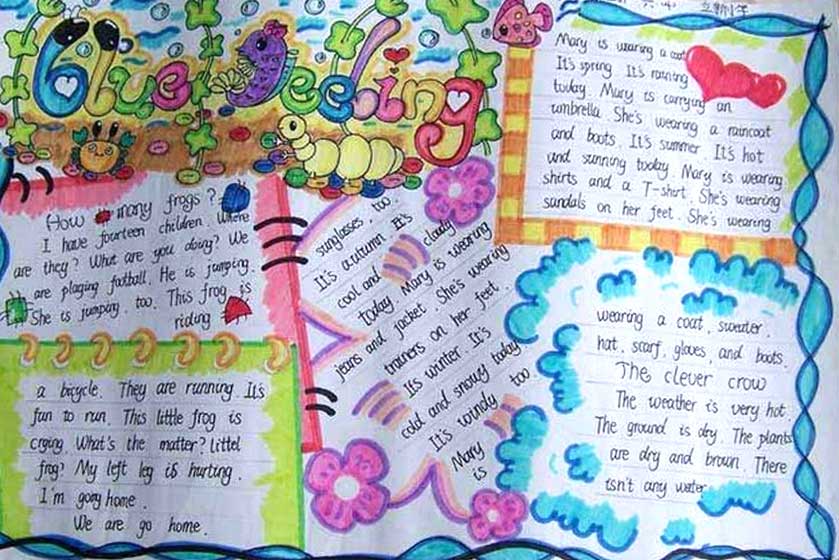 Blue Feeling
How many frogs?
I have fourteen children. Where
are they? What are you doing? We
are playing football. He is jumping.
She is jumping, too. This frog is
riding
a bicycle. They are running. It's
fun to run. This little frog is
crying. What's the matter? Littel
frog? My left leg is hurting.
I'm going home.
We are go home.
Mary is wearing a coat
It's spring. It's raining
today. Mary is carrying an
umbrella. She's wearing a raincoat
and boots. It's summer. It's hot
and sunning today. Mary is wearing
shirts and a T-shirt. She's wearing
sandals on her feet. She's wearing
sunglasses, too.
It's autumn. It's
cool and cloudy
today. Mary is wearing
jeans and jacket. She's wearing
trainers on her feet.
It's winter. It's
cold and snowy today
It's windy too.
Mary
is
wearing a coat, sweater,
hat, scarf, gloves, and boots.
The clever crow
The weather is very hot.
The ground is dry. The plants
are dry and brown. There
isn't any water